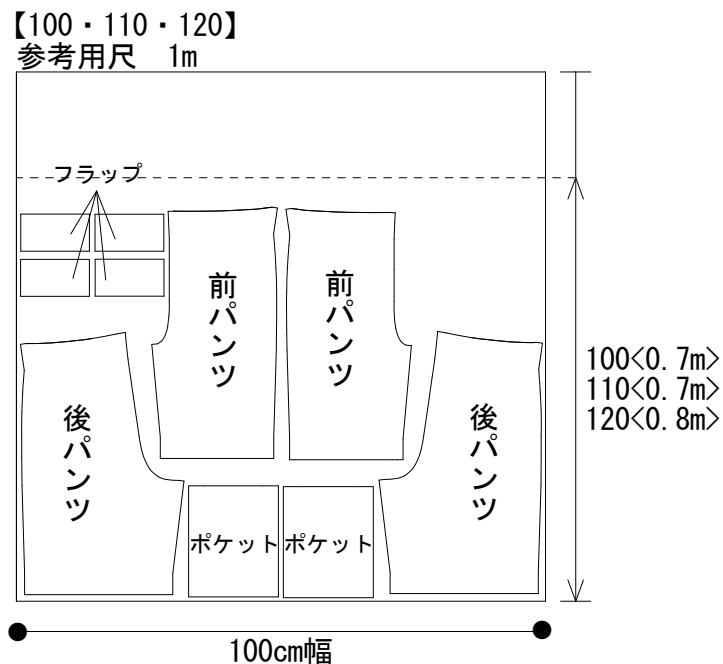 【100・110・120】
参考用尺　1m
フラップ
前パンツ
前パンツ
100<0.7m>
110<0.7m>
120<0.8m>
後パンツ
後パンツ
ポケット
ポケット
100cm幅